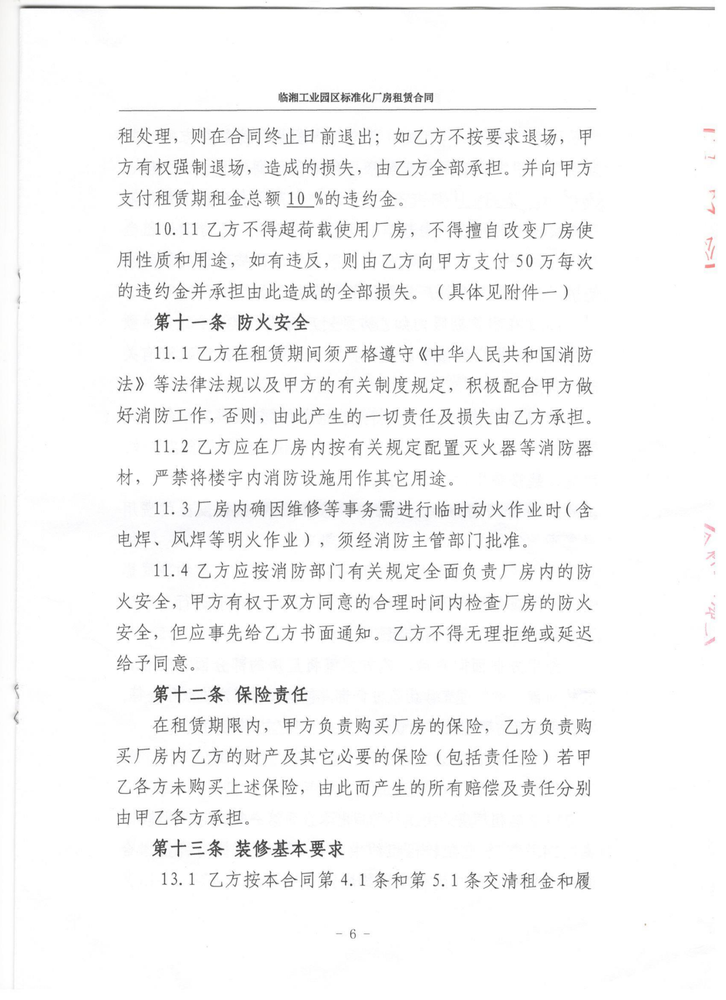 临湘工业园区标准化厂房租赁合同
租处理，则在合同终止日前退出；如乙方不按要求退场，甲
方有权强制退场，造成的损失，由乙方全部承担。并向甲方
支付租赁期租金总额 10 %的违约金。
10.11 乙方不得超荷载使用厂房，不得擅自改变厂房使
用性质和用途，如有违反，则由乙方向甲方支付 50 万每次
的违约金并承担由此造成的全部损失。（具体见附件一）
第十一条 防火安全
11.1 乙方在租赁期间须严格遵守《中华人民共和国消防
法》等法律法规以及甲方的有关制度规定，积极配合甲方做
好消防工作，否则，由此产生的一切责任及损失由乙方承担。
11.2 乙方应在厂房内按有关规定配置灭火器等消防器
材，严禁将楼宇内消防设施用作其它用途。
11.3 厂房内确因维修等事务需进行临时动火作业时（含
电焊、风焊等明火作业），须经消防主管部门批准。
11.4 乙方应按消防部门有关规定全面负责厂房内的防
火安全，甲方有权于双方同意的合理时间内检查厂房的防火
安全，但应事先给乙方书面通知。乙方不得无理拒绝或延迟
给予同意。
第十二条 保险责任
在租赁期限内，甲方负责购买厂房的保险，乙方负责购
买厂房内乙方的财产及其它必要的保险（包括责任险）若甲
乙各方未购买上述保险，由此而产生的所有赔偿及责任分别
由甲乙各方承担。
第十三条 装修基本要求
13.1 乙方按本合同第 4.1 条和第 5.1 条交清租金和履
- 6 -